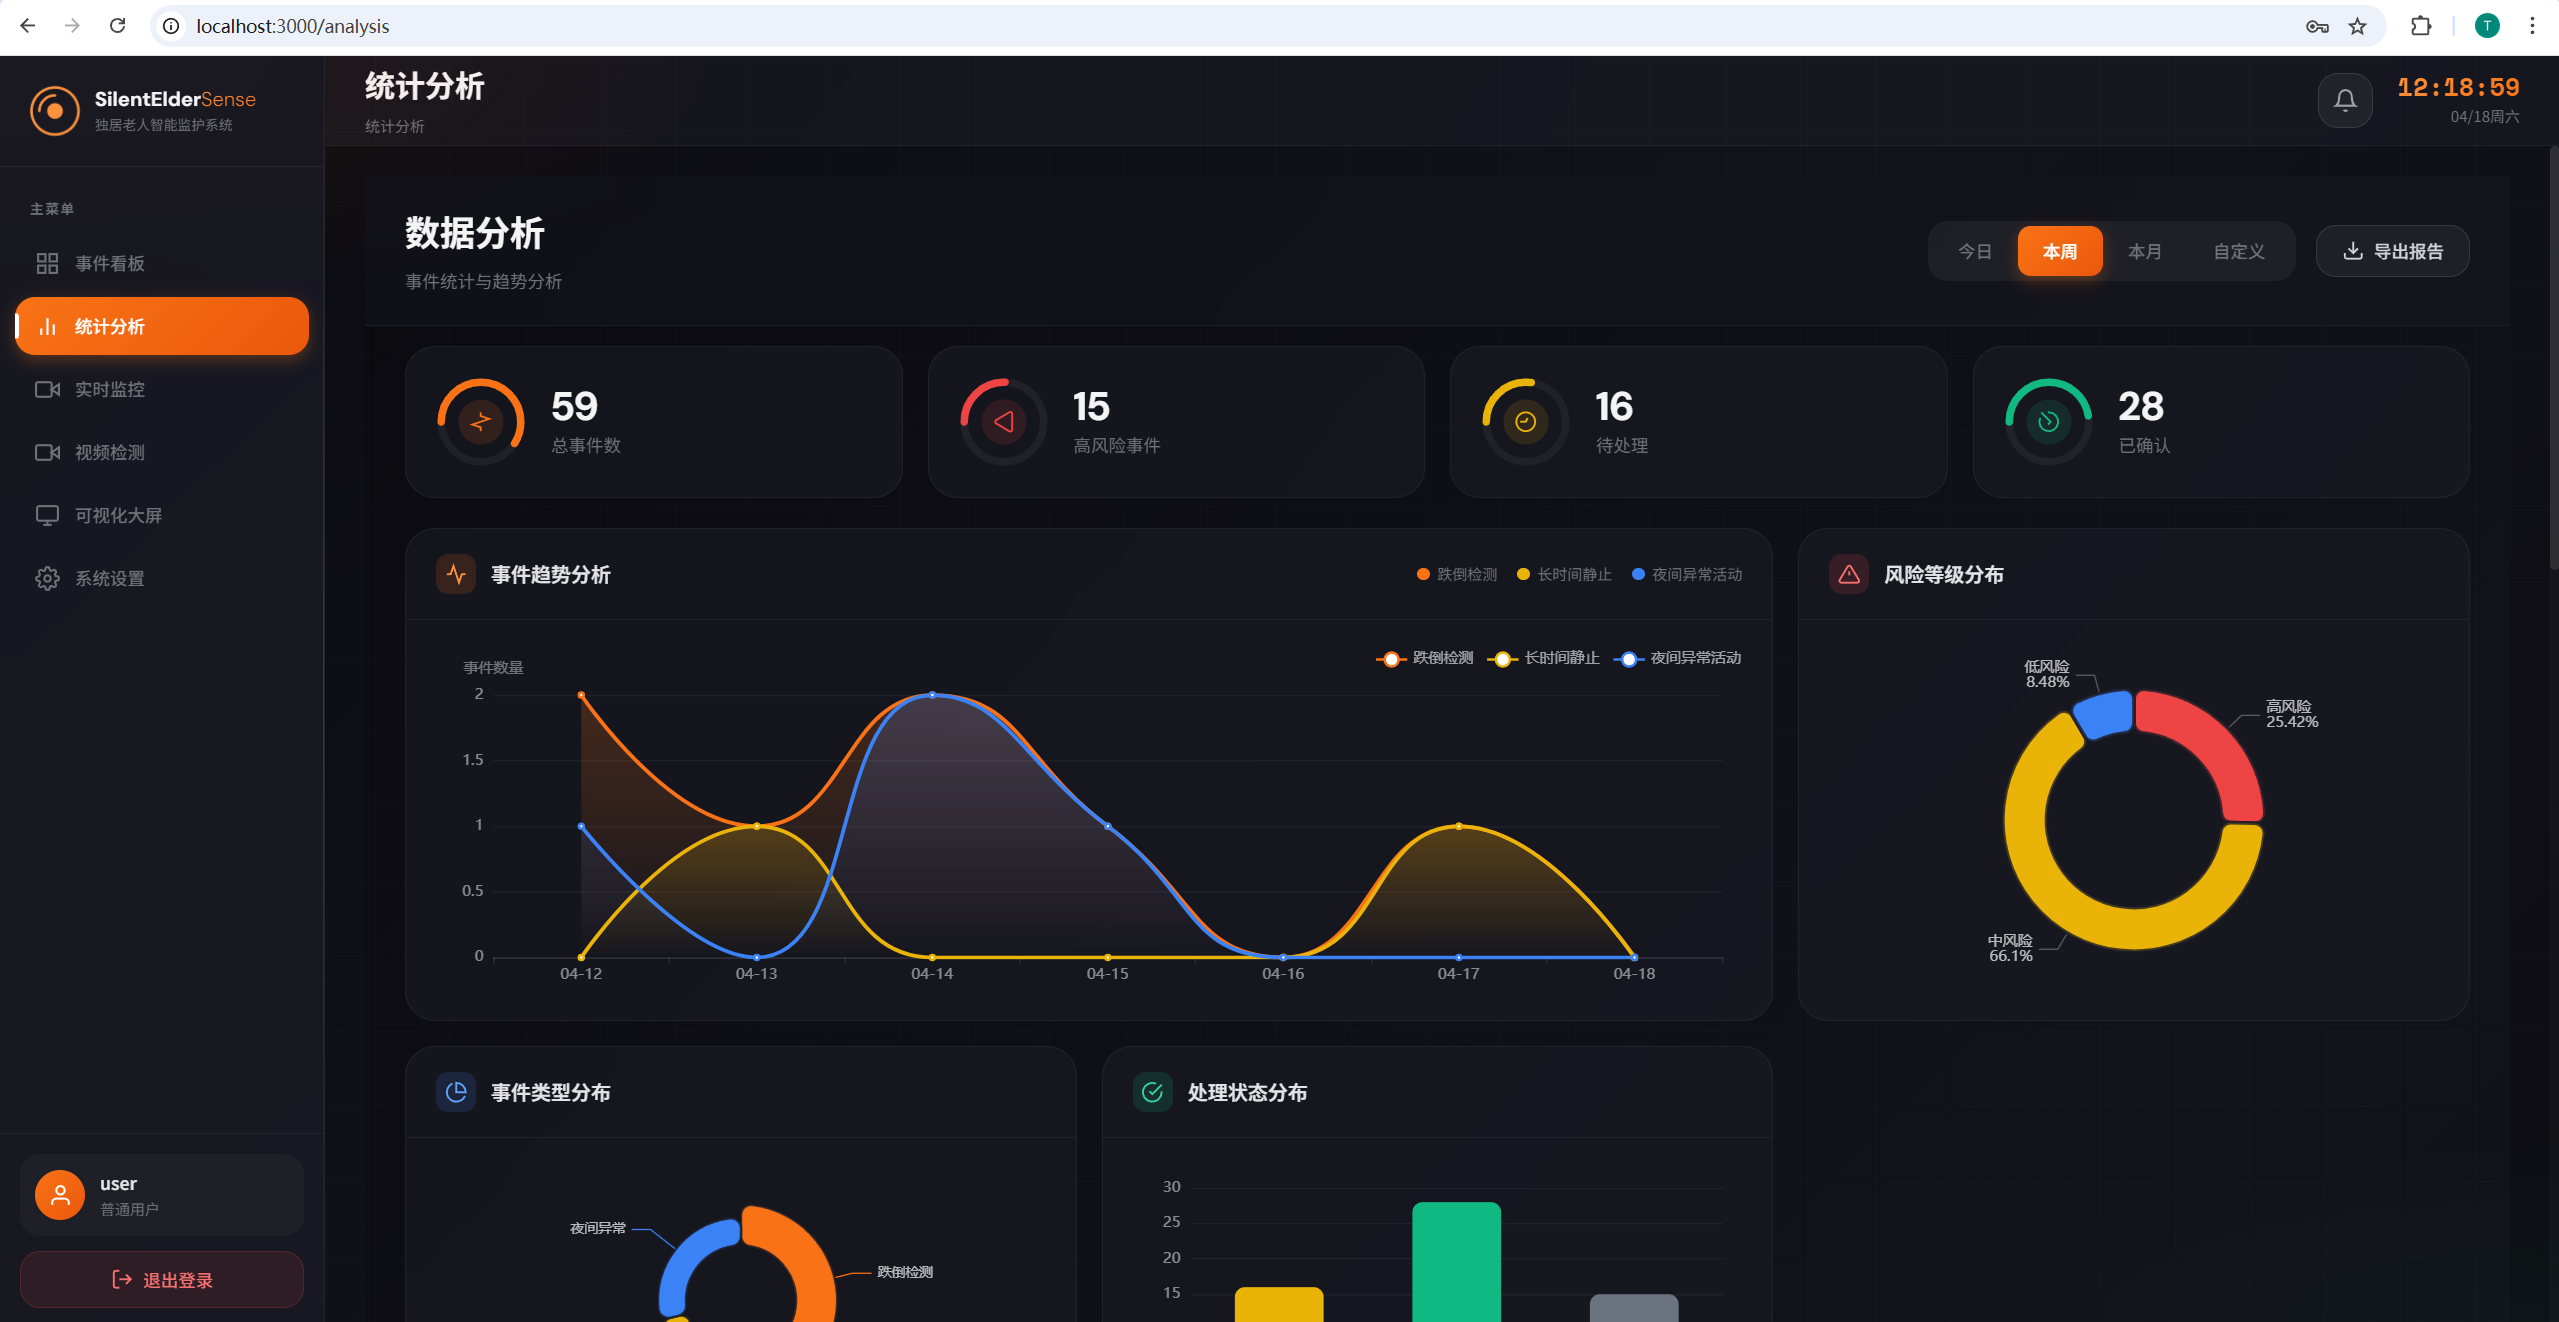 localhost:3000/analysis
T
SilentElderSense
独居老人智能监护系统
主菜单
事件看板
统计分析
实时监控
视频检测
可视化大屏
系统设置
user
普通用户
退出登录
统计分析
统计分析
12:18:59
04/18周六
数据分析
事件统计与趋势分析
今日
本周
本月
自定义
导出报告
59
总事件数
15
高风险事件
16
待处理
28
已确认
事件趋势分析
跌倒检测
长时间静止
夜间异常活动
跌倒检测
长时间静止
夜间异常活动
事件数量
2
1.5
1
0.5
0
04-12
04-13
04-14
04-15
04-16
04-17
04-18
风险等级分布
低风险
8.48%
高风险
25.42%
中风险
66.1%
事件类型分布
夜间异常
跌倒检测
处理状态分布
30
25
20
15